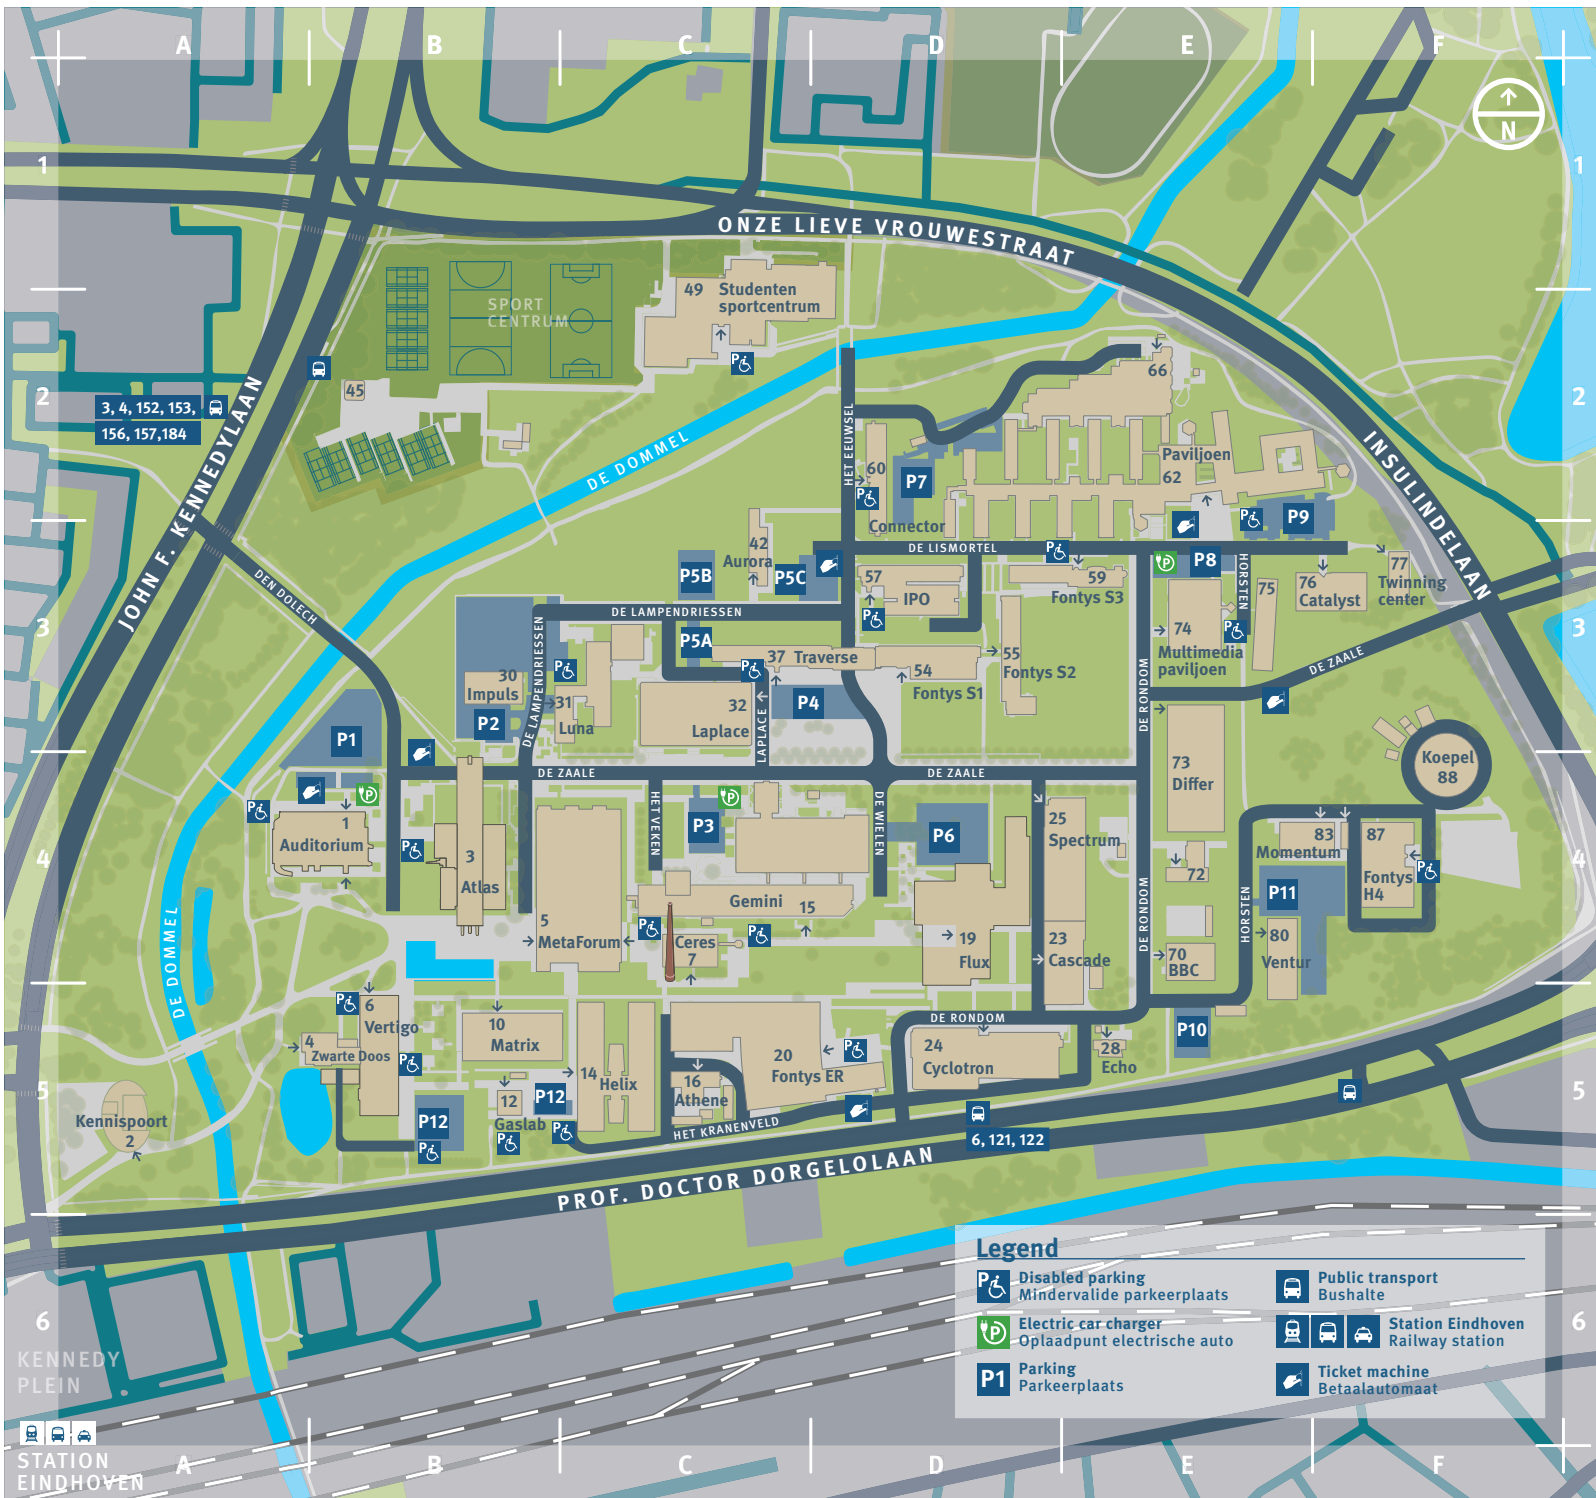 A B C D E F
N
1 1
ONZE LIEVE VROUWESTRAAT
49 Studenten
sportcentrum
SPORT
CENTRUM
2 2
45
3, 4, 152, 153,
156, 157,184
JOHN F. KENNEDYLAAN
DE DOMMEL
HET EEUWSEL
66
INSULINDELAAN
60
P7
Paviljoen
62
Connector
P9
DE LISMORTEL
42
Aurora
P5B
P5C
57
IPO
59
Fontys S3
P8
HORSTEN
75
76
Catalyst
77
Twinning
center
DEN DOLECH
3 3
DE LAMPENDRIESSEN
DE LAMPENDRIESSEN
P5A
37 Traverse
54
Fontys S1
55
Fontys S2
74
Multimedia
paviljoen
DE ZAALE
DE RONDOM
30
Impuls
P2
31
Luna
32
Laplace
LAPLACE
P4
P1
73
Differ
Koepel
88
DE ZAALE
DE ZAALE
1
Auditorium
3
Atlas
HET VEKEN
P3
DE WIELEN
P6
25
Spectrum
72
83
Momentum
87
Fontys
H4
4 4
P11
HORSTEN
DE RONDOM
Gemini
15
5
MetaForum
Ceres
7
19
Flux
23
Cascade
70
BBC
80
Ventur
DE DOMMEL
6
Vertigo
4
Zwarte Doos
10
Matrix
14 Helix
20
Fontys ER
DE RONDOM
24
Cyclotron
28
Echo
P10
5 5
Kennispoort
2
P12
12
Gaslab
P12
16
Athene
HET KRANENVELD
6, 121, 122
PROF. DOCTOR DORGELOLAAN
6 6
KENNEDY
PLEIN
STATION
EINDHOVEN
Legend
P Disabled parking
Mindervalide parkeerplaats
P Electric car charger
Oplaadpunt electrische auto
P1 Parking
Parkeerplaats
Public transport
Bushalte
Station Eindhoven
Railway station
Ticket machine
Betaalautomaat
A B C D E F